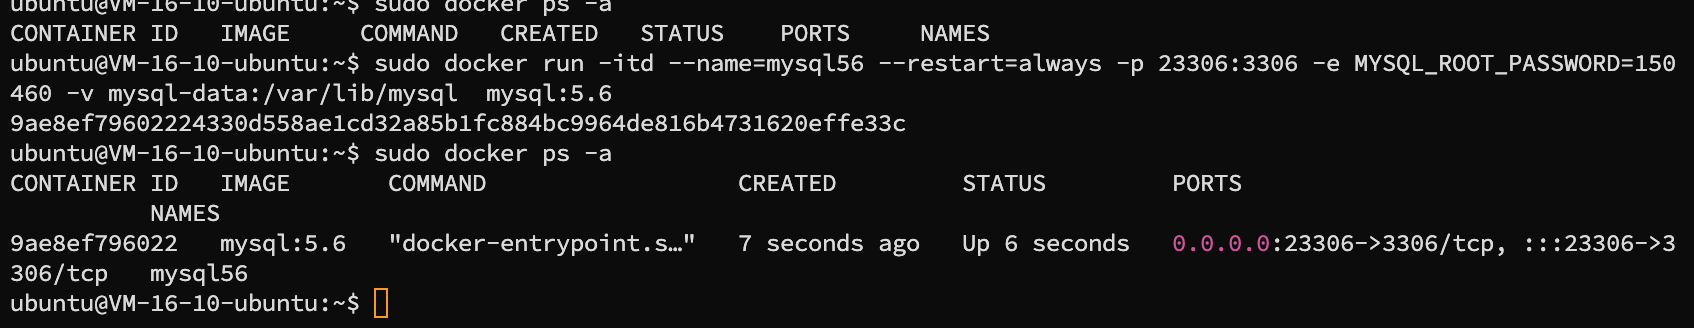 ubuntu@VM-16-10-ubuntu:~$ sudo docker ps -a
CONTAINER ID   IMAGE     COMMAND   CREATED   STATUS    PORTS     NAMES
ubuntu@VM-16-10-ubuntu:~$ sudo docker run -itd --name=mysql56 --restart=always -p 23306:3306 -e MYSQL_ROOT_PASSWORD=150
460 -v mysql-data:/var/lib/mysql  mysql:5.6
9ae8ef79602224330d558ae1cd32a85b1fc884bc9964de816b4731620effe33c
ubuntu@VM-16-10-ubuntu:~$ sudo docker ps -a
CONTAINER ID   IMAGE       COMMAND                  CREATED         STATUS         PORTS
          NAMES
9ae8ef796022   mysql:5.6   "docker-entrypoint.s…"   7 seconds ago   Up 6 seconds   0.0.0.0:23306->3306/tcp, :::23306->3
306/tcp   mysql56
ubuntu@VM-16-10-ubuntu:~$